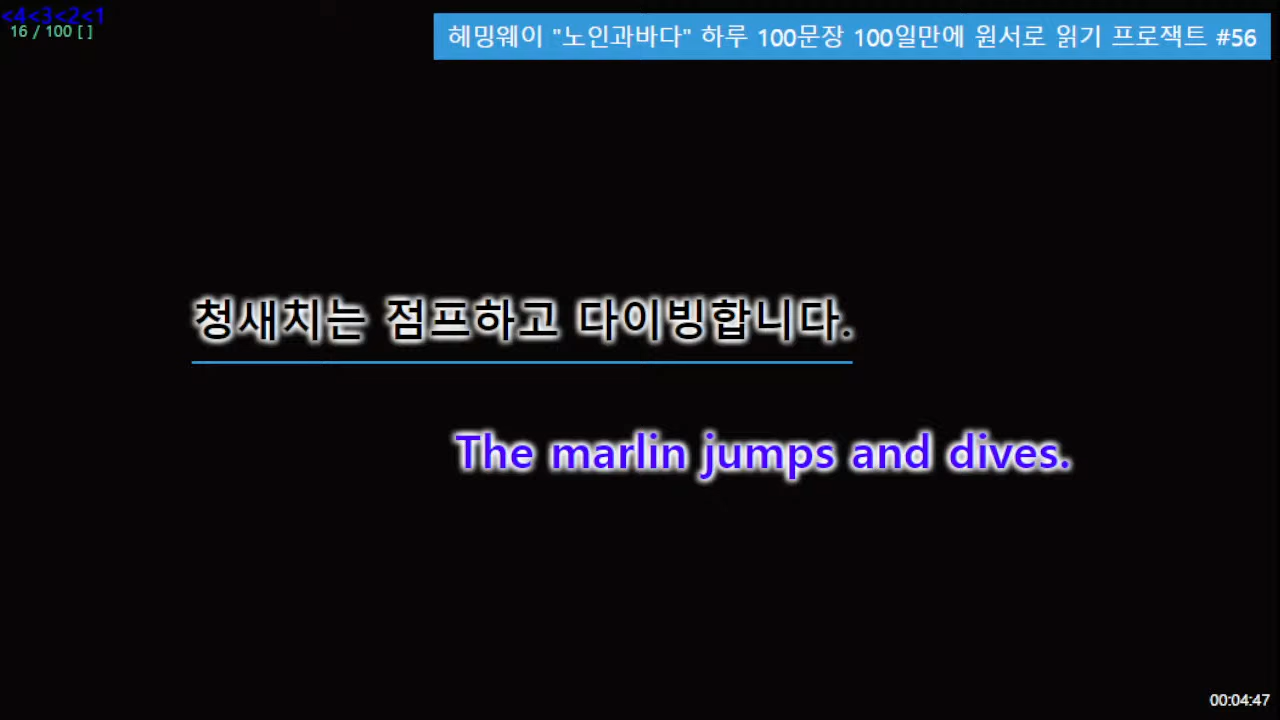 <4<3<2<1
16 / 100 [ ]
헤밍웨이 "노인과바다" 하루 100문장 100일만에 원서로 읽기 프로잭트 #56
청새치는 점프하고 다이빙합니다.
The marlin jumps and dives.
00:04:47